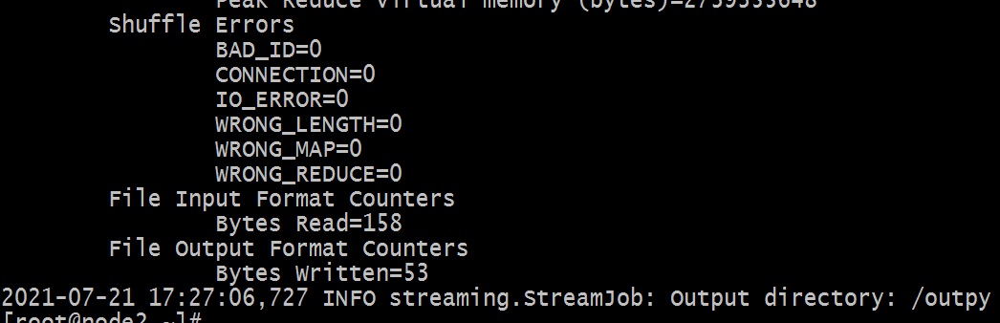 Peak Reduce Virtual memory (bytes)=2759553648
Shuffle Errors
BAD_ID=0
CONNECTION=0
IO_ERROR=0
WRONG_LENGTH=0
WRONG_MAP=0
WRONG_REDUCE=0
File Input Format Counters
Bytes Read=158
File Output Format Counters
Bytes Written=53
2021-07-21 17:27:06,727 INFO streaming.StreamJob: Output directory: /outpy
[root@node2 ~]#